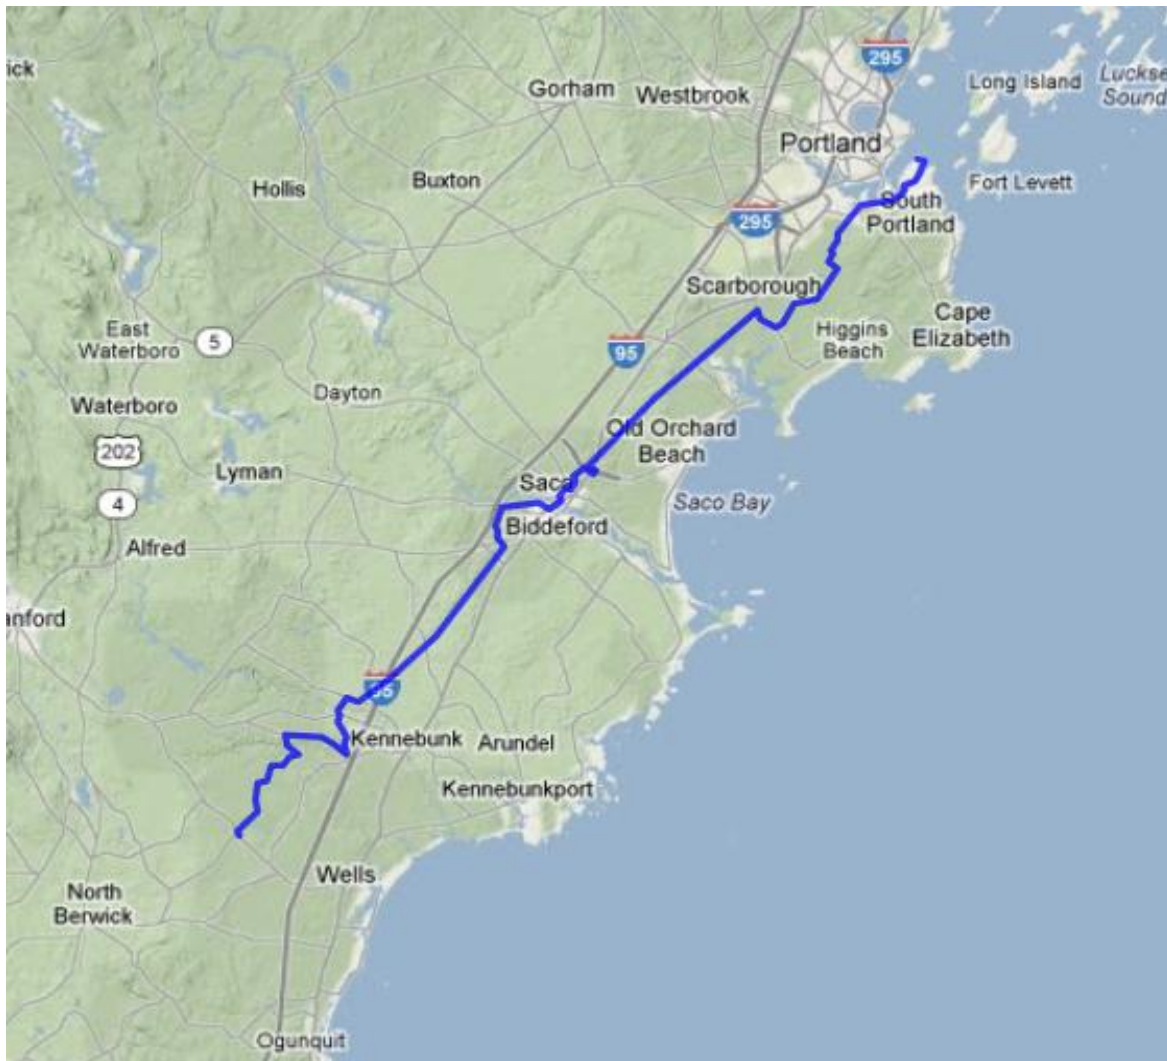 295
ick
Long Island
Luckse
Sound
Gorham
Westbrook
Portland
Hollis
Buxton
Fort Levett
South
Portland
295
Scarborough
East
Waterboro
5
Higgins
Beach
Cape
Elizabeth
95
Dayton
Waterboro
Old Orchard
Beach
202
Lyman
Saco
4
Saco Bay
Biddeford
Alfred
anford
95
Kennebunk
Arundel
Kennebunkport
Wells
North
Berwick
Ogunquit